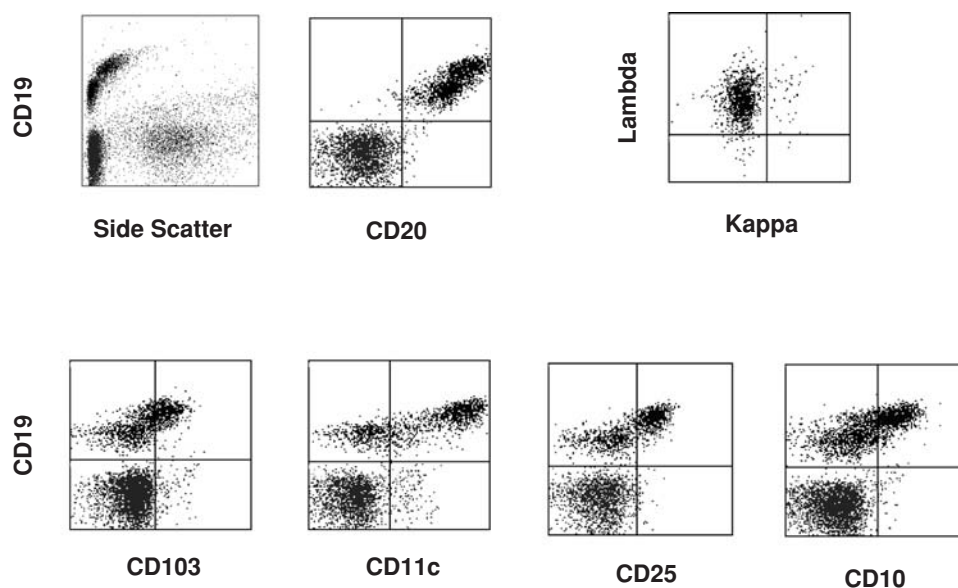 CD19
Side Scatter
CD20
Lambda
Kappa
CD19
CD103
CD11c
CD25
CD10